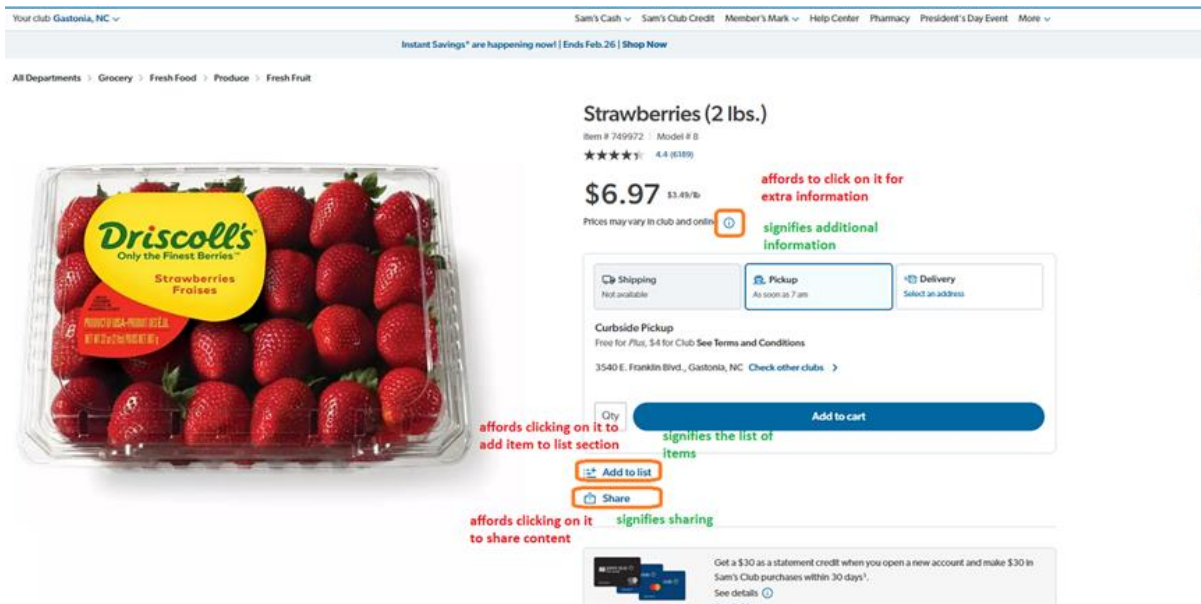 Your club Gastonia, NC
Sam's Cash Sam's Club Credit Member's Mark Help Center Pharmacy President's Day Event More
Instant Savings* are happening now! | Ends Feb.26 | Shop Now
All Departments > Grocery > Fresh Food > Produce > Fresh Fruit
Strawberries (2 lbs.)
Item # 749972 | Model # 8
4.4 (6189)
$6.97 $3.49/lb
Prices may vary in club and online
affords to click on it for
extra information
signifies additional
information
Driscoll's
Only the Finest Berries™
Strawberries
Fraises
PRODUCT OF USA-PRODUIT DES É.U.
Shipping
Not available
Pickup
As soon as 7 am
Delivery
Select an address
Curbside Pickup
Free for Plus, $4 for Club See Terms and Conditions
3540 E. Franklin Blvd., Gastonia, NC Check other clubs >
Qty
Add to cart
affords clicking on it to
add item to list section
signifies the list of
items
Add to list
Share
affords clicking on it
to share content
signifies sharing
Get a $30 as a statement credit when you open a new account and make $30 in
Sam's Club purchases within 30 days¹.
See details